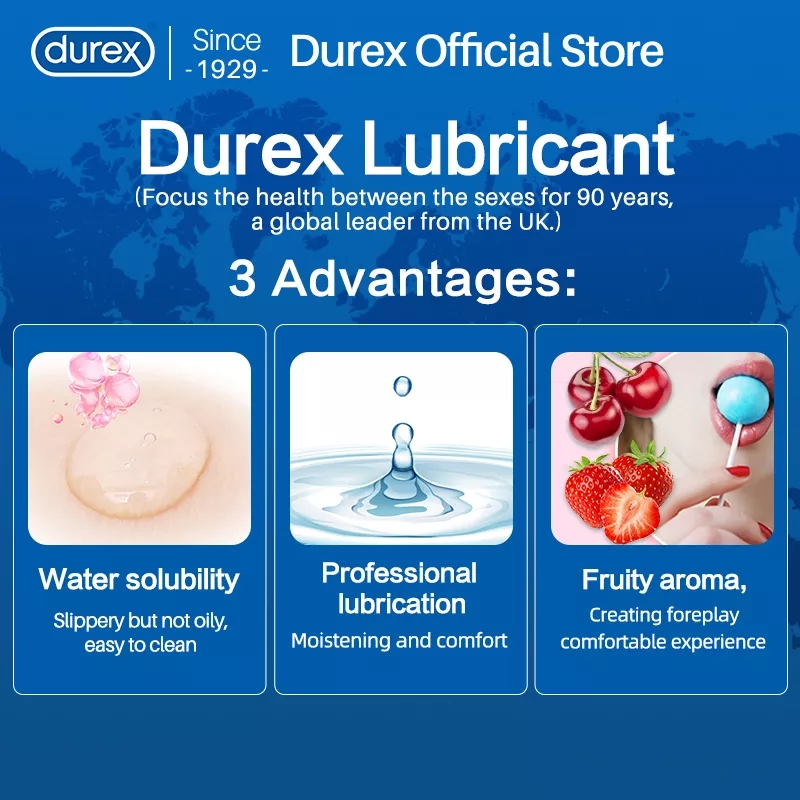 durex
Since
-1929-
Durex Official Store
Durex Lubricant
(Focus the health between the sexes for 90 years,
a global leader from the UK.)
3 Advantages:
Water solubility
Slippery but not oily,
easy to clean
Professional
lubrication
Moistening and comfort
Fruity aroma,
Creating foreplay
comfortable experience